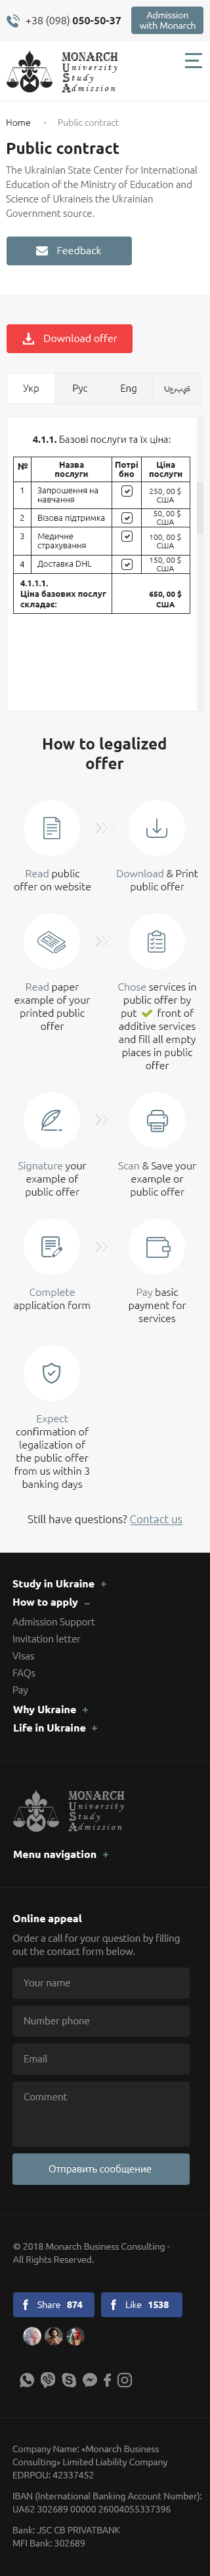 +38 (098) 050-50-37
Admission
with Monarch
MONARCH
University
Study
Admission
Home • Public contract
Public contract
The Ukrainian State Center for International
Education of the Ministry of Education and
Science of Ukraineis the Ukrainian
Government source.
Feedback
Download offer
Укр Рус Eng
4.1.1. Базові послуги та їх ціна:
№ Назва послуги Потрібно Ціна послуги
1 Запрошення на навчання 250, 00 $ США
2 Візова підтримка 50, 00 $ США
3 Медичне страхування 100, 00 $ США
4 Доставка DHL 150, 00 $ США
4.1.1.1.
Ціна базових послуг складає: 650, 00 $ США
How to legalized
offer
Read public
offer on website
Download & Print
public offer
Read paper
example of your
printed public
offer
Chose services in
public offer by
put ✓ front of
additive services
and fill all empty
places in public
offer
Signature your
example of
public offer
Scan & Save your
example or
public offer
Complete
application form
Pay basic
payment for
services
Expect
confirmation of
legalization of
the public offer
from us within 3
banking days
Still have questions? Contact us
Study in Ukraine +
How to apply –
Admission Support
Invitation letter
Visas
FAQs
Pay
Why Ukraine +
Life in Ukraine +
MONARCH
University
Study
Admission
Menu navigation +
Online appeal
Order a call for your question by filling
out the contact form below.
Your name
Number phone
Email
Comment
Отправить сообщение
© 2018 Monarch Business Consulting -
All Rights Reserved.
Share 874
Like 1538
Company Name: «Monarch Business
Consulting» Limited Liability Company
EDRPOU: 42337452
IBAN (International Banking Account Number):
UA62 302689 00000 26004055337396
Bank: JSC CB PRIVATBANK
MFI Bank: 302689